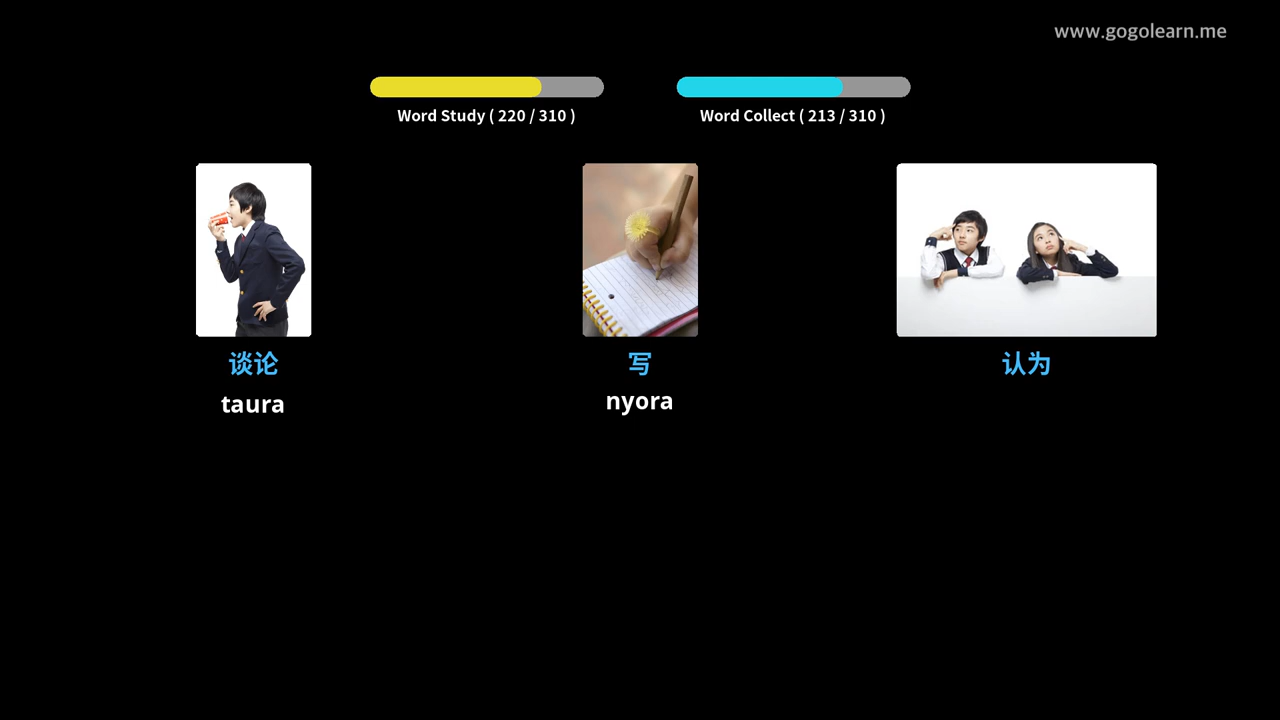 www.gogolearn.me
Word Study ( 220 / 310 )
Word Collect ( 213 / 310 )
谈论
taura
写
nyora
认为